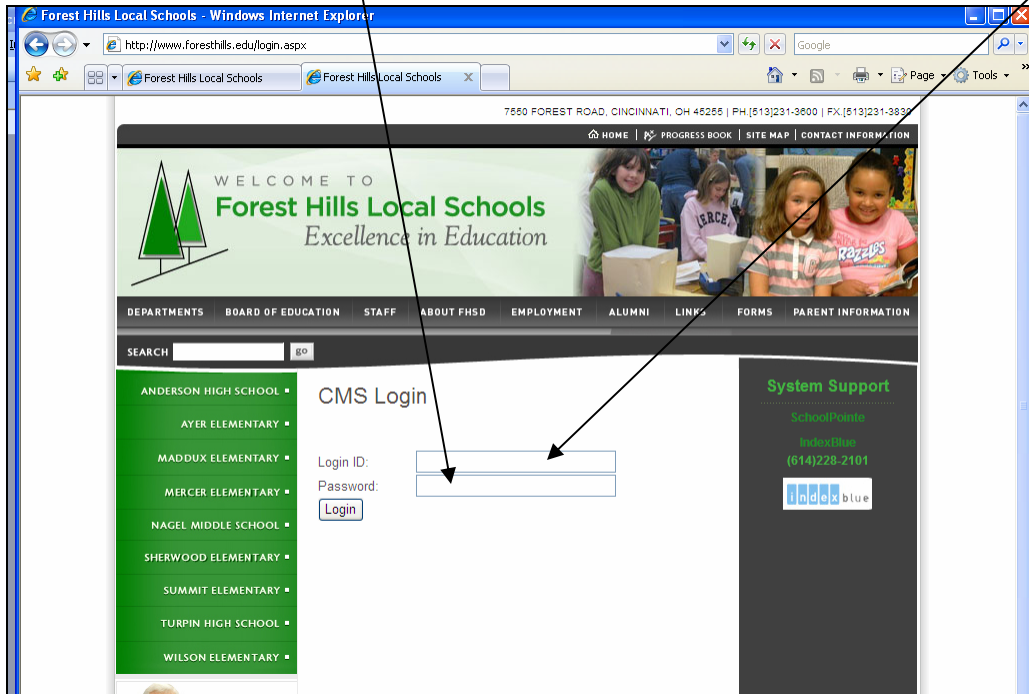 Forest Hills Local Schools - Windows Internet Explorer
http://www.foresthills.edu/login.aspx
Google
Forest Hills Local Schools
Forest Hills Local Schools
Page
Tools
7550 FOREST ROAD, CINCINNATI, OH 45255 | PH.[513]231-3600 | FX.[513]231-3830
HOME | PROGRESS BOOK | SITE MAP | CONTACT INFORMATION
WELCOME TO
Forest Hills Local Schools
Excellence in Education
RAZZLES
DEPARTMENTS BOARD OF EDUCATION STAFF ABOUT FHSD EMPLOYMENT ALUMNI LINKS FORMS PARENT INFORMATION
SEARCH go
ANDERSON HIGH SCHOOL
AYER ELEMENTARY
MADDUX ELEMENTARY
MERCER ELEMENTARY
NAGEL MIDDLE SCHOOL
SHERWOOD ELEMENTARY
SUMMIT ELEMENTARY
TURPIN HIGH SCHOOL
WILSON ELEMENTARY
CMS Login
Login ID:
Password:
Login
System Support
SchoolPointe
IndexBlue
(614)228-2101
index blue